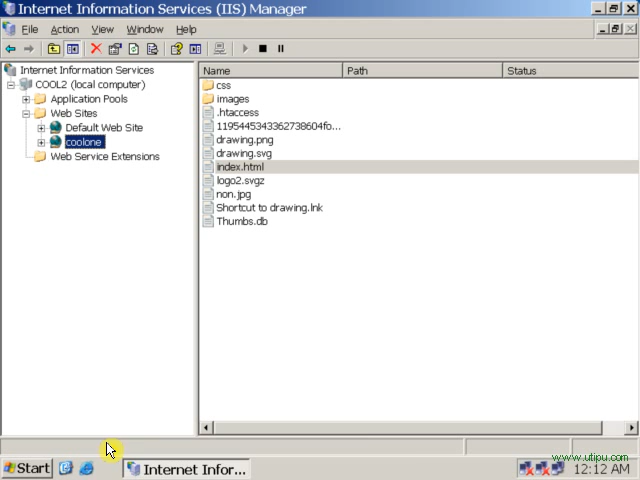 Internet Information Services (IIS) Manager
File Action View Window Help
Internet Information Services
COOL2 (local computer)
Application Pools
Web Sites
Default Web Site
coolone
Web Service Extensions
Name Path Status
css
images
.htaccess
1195445343362738604fo...
drawing.png
drawing.svg
index.html
logo2.svgz
non.jpg
Shortcut to drawing.lnk
Thumbs.db
www.utipu.com
Start Internet Infor... 12:12 AM